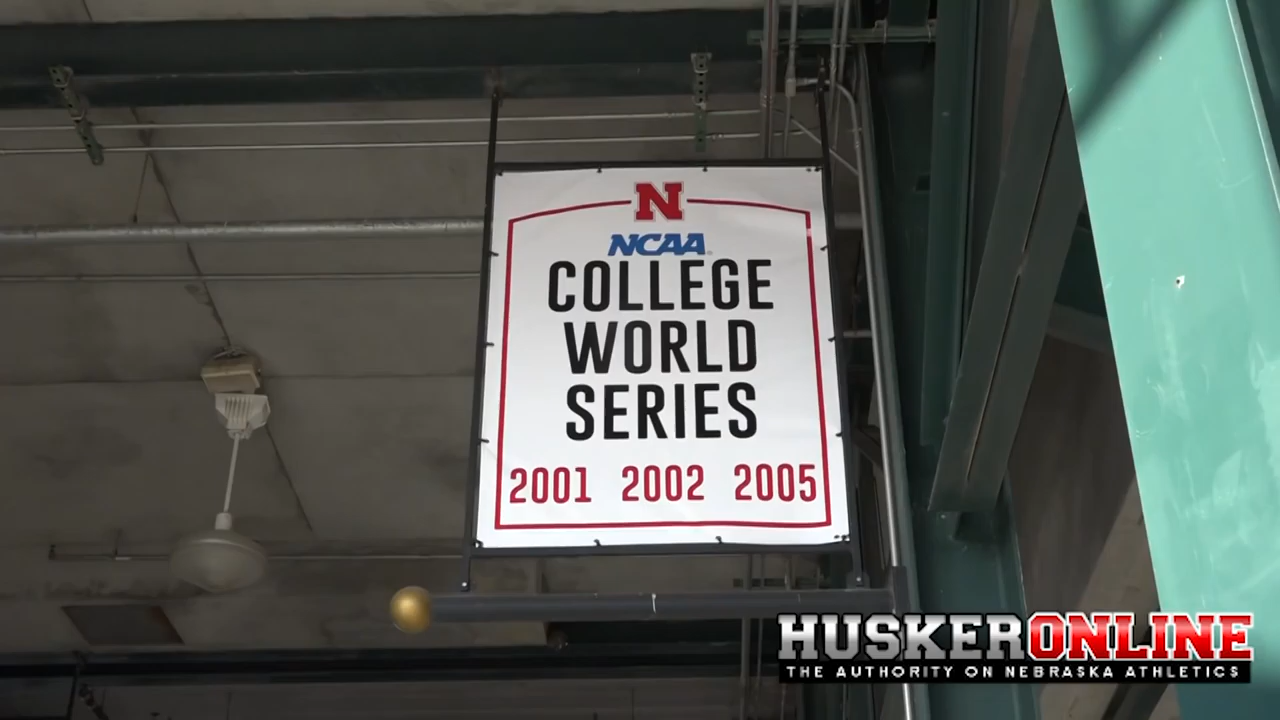 N
NCAA
COLLEGE
WORLD
SERIES
2001 2002 2005
HUSKERONLINE
THE AUTHORITY ON NEBRASKA ATHLETICS